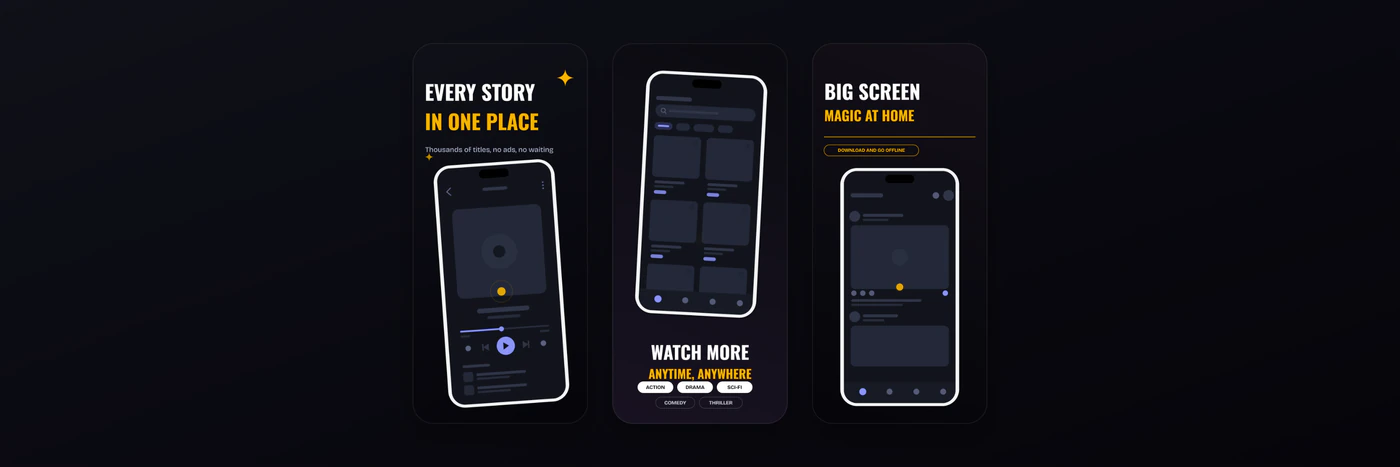 EVERY STORY
IN ONE PLACE
Thousands of titles, no ads, no waiting
WATCH MORE
ANYTIME, ANYWHERE
ACTION DRAMA SCI-FI
COMEDY THRILLER
BIG SCREEN
MAGIC AT HOME
DOWNLOAD AND GO OFFLINE